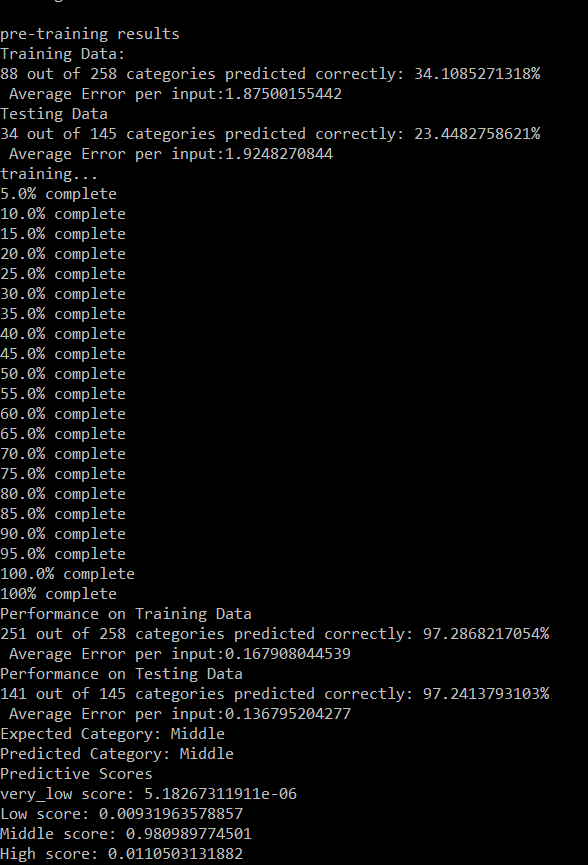 pre-training results
Training Data:
88 out of 258 categories predicted correctly: 34.1085271318%
Average Error per input:1.87500155442
Testing Data
34 out of 145 categories predicted correctly: 23.4482758621%
Average Error per input:1.9248270844
training...
5.0% complete
10.0% complete
15.0% complete
20.0% complete
25.0% complete
30.0% complete
35.0% complete
40.0% complete
45.0% complete
50.0% complete
55.0% complete
60.0% complete
65.0% complete
70.0% complete
75.0% complete
80.0% complete
85.0% complete
90.0% complete
95.0% complete
100.0% complete
100% complete
Performance on Training Data
251 out of 258 categories predicted correctly: 97.2868217054%
Average Error per input:0.167908044539
Performance on Testing Data
141 out of 145 categories predicted correctly: 97.2413793103%
Average Error per input:0.136795204277
Expected Category: Middle
Predicted Category: Middle
Predictive Scores
very_low score: 5.18267311911e-06
Low score: 0.00931963578857
Middle score: 0.980989774501
High score: 0.0110503131882